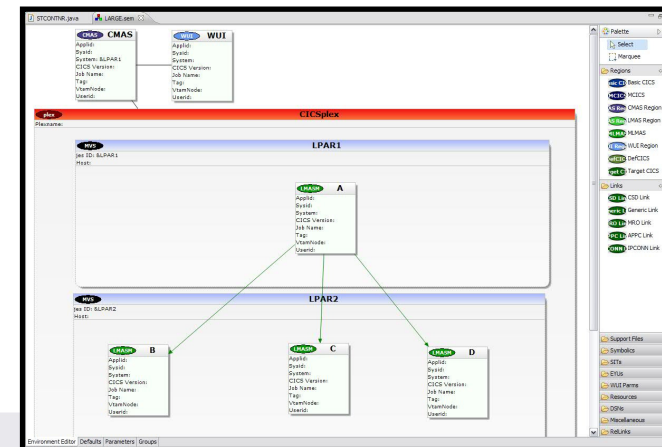 STCONTNR.java
LARGE.sem
CMAS CMAS
Applid:
Sysid:
System: &LPAR1
CICS Version:
Job Name:
Tag:
VtamNode:
Userid:
WUI WUI
Applid:
Sysid:
System:
CICS Version:
Job Name:
Tag:
VtamNode:
Userid:
plex CICSplex
Plexname:
MVS LPAR1
jes ID: &LPAR1
Host:
LMASM A
Applid:
Sysid:
System:
CICS Version:
Job Name:
Tag:
VtamNode:
Userid:
MVS LPAR2
jes ID: &LPAR2
Host:
LMASM B
Applid:
Sysid:
System:
CICS Version:
Job Name:
Tag:
VtamNode:
Userid:
LMASM C
Applid:
Sysid:
System:
CICS Version:
Job Name:
Tag:
VtamNode:
Userid:
LMASM D
Applid:
Sysid:
System:
CICS Version:
Job Name:
Tag:
VtamNode:
Userid:
Environment Editor Defaults Parameters Groups
Palette
Select
Marquee
Regions
Basic CICS
MCICS MCICS
CMAS Region
LMAS Region
MLMAS
WUI Region
DefCICS
Target CICS
Links
CSD Link
Generic Link
MRO Link
APPC Link
IPCONN Link
Support Files
Symbolics
SITs
EYUs
WUI Parms
Resources
DSNs
Miscellaneous
RelLinks